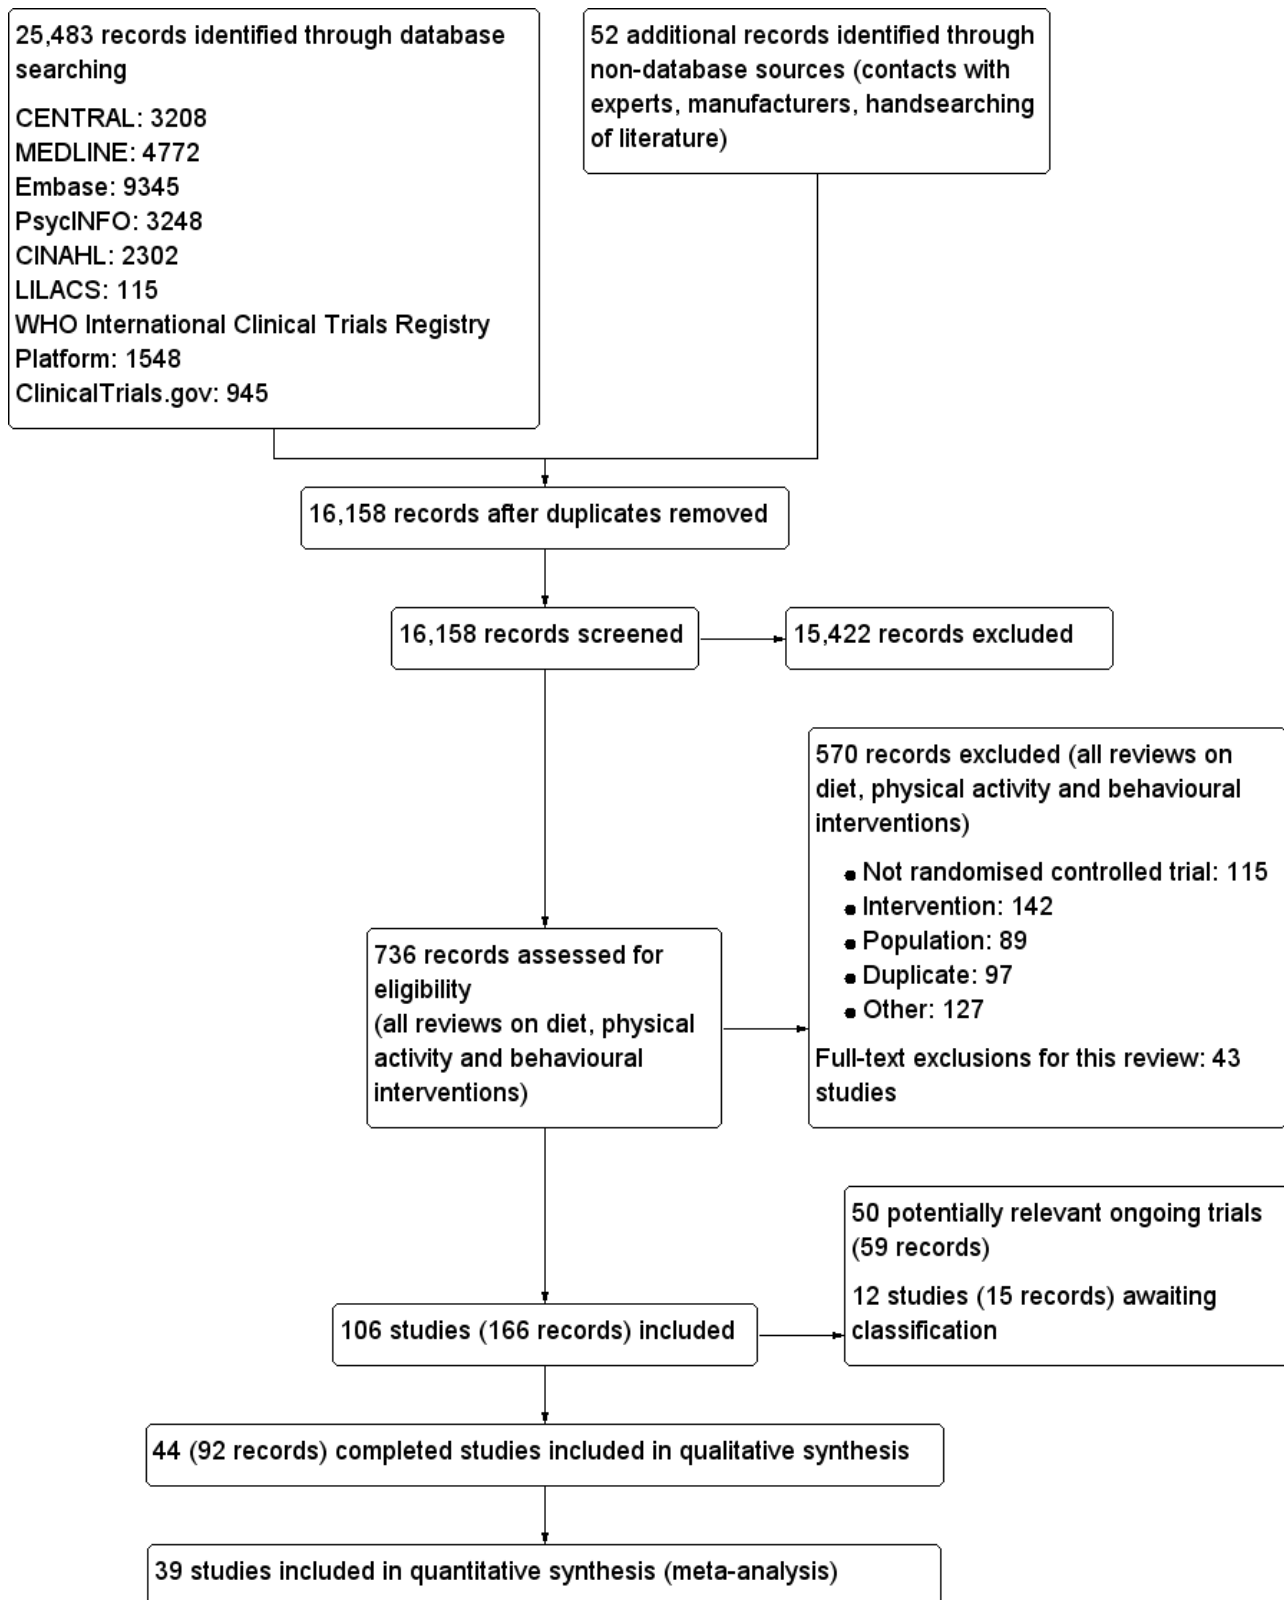 25,483 records identified through database
searching
CENTRAL: 3208
MEDLINE: 4772
Embase: 9345
PsycINFO: 3248
CINAHL: 2302
LILACS: 115
WHO International Clinical Trials Registry
Platform: 1548
ClinicalTrials.gov: 945
52 additional records identified through
non-database sources (contacts with
experts, manufacturers, handsearching
of literature)
16,158 records after duplicates removed
16,158 records screened
15,422 records excluded
570 records excluded (all reviews on
diet, physical activity and behavioural
interventions)
● Not randomised controlled trial: 115
● Intervention: 142
● Population: 89
● Duplicate: 97
● Other: 127
Full-text exclusions for this review: 43
studies
736 records assessed for
eligibility
(all reviews on diet, physical
activity and behavioural
interventions)
50 potentially relevant ongoing trials
(59 records)
12 studies (15 records) awaiting
classification
106 studies (166 records) included
44 (92 records) completed studies included in qualitative synthesis
39 studies included in quantitative synthesis (meta-analysis)